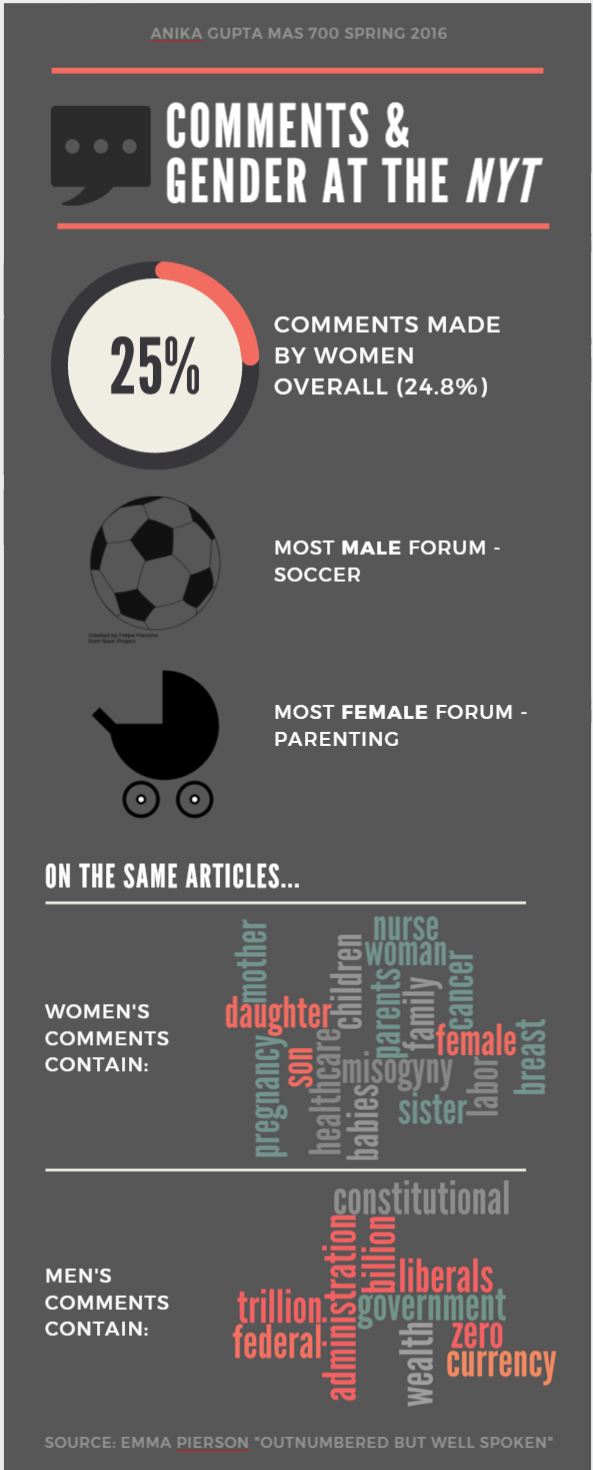 ANIKA GUPTA MAS 700 SPRING 2016
COMMENTS &
GENDER AT THE NYT
25%
COMMENTS MADE
BY WOMEN
OVERALL (24.8%)
MOST MALE FORUM -
SOCCER
Created by Felipe Perucho
from Noun Project
MOST FEMALE FORUM -
PARENTING
ON THE SAME ARTICLES...
WOMEN'S
COMMENTS
CONTAIN:
mother
children
nurse
woman
cancer
daughter
parents
family
female
breast
pregnancy
son
healthcare
misogyny
babies
sister
labor
MEN'S
COMMENTS
CONTAIN:
constitutional
administration
billion
liberals
trillion
government
federal
wealth
zero
currency
SOURCE: EMMA PIERSON "OUTNUMBERED BUT WELL SPOKEN"